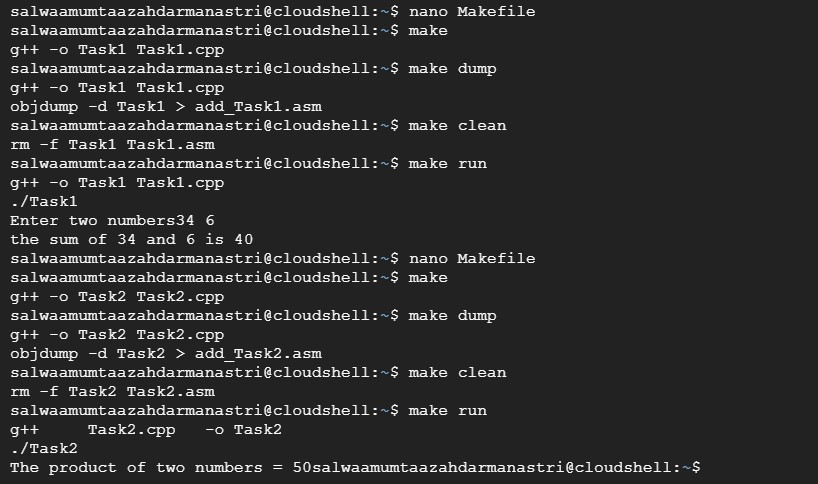 salwaamumtaazahdarmanastri@cloudshell:~$ nano Makefile
salwaamumtaazahdarmanastri@cloudshell:~$ make
g++ -o Task1 Task1.cpp
salwaamumtaazahdarmanastri@cloudshell:~$ make dump
g++ -o Task1 Task1.cpp
objdump -d Task1 > add_Task1.asm
salwaamumtaazahdarmanastri@cloudshell:~$ make clean
rm -f Task1 Task1.asm
salwaamumtaazahdarmanastri@cloudshell:~$ make run
g++ -o Task1 Task1.cpp
./Task1
Enter two numbers34 6
the sum of 34 and 6 is 40
salwaamumtaazahdarmanastri@cloudshell:~$ nano Makefile
salwaamumtaazahdarmanastri@cloudshell:~$ make
g++ -o Task2 Task2.cpp
salwaamumtaazahdarmanastri@cloudshell:~$ make dump
g++ -o Task2 Task2.cpp
objdump -d Task2 > add_Task2.asm
salwaamumtaazahdarmanastri@cloudshell:~$ make clean
rm -f Task2 Task2.asm
salwaamumtaazahdarmanastri@cloudshell:~$ make run
g++     Task2.cpp   -o Task2
./Task2
The product of two numbers = 50salwaamumtaazahdarmanastri@cloudshell:~$